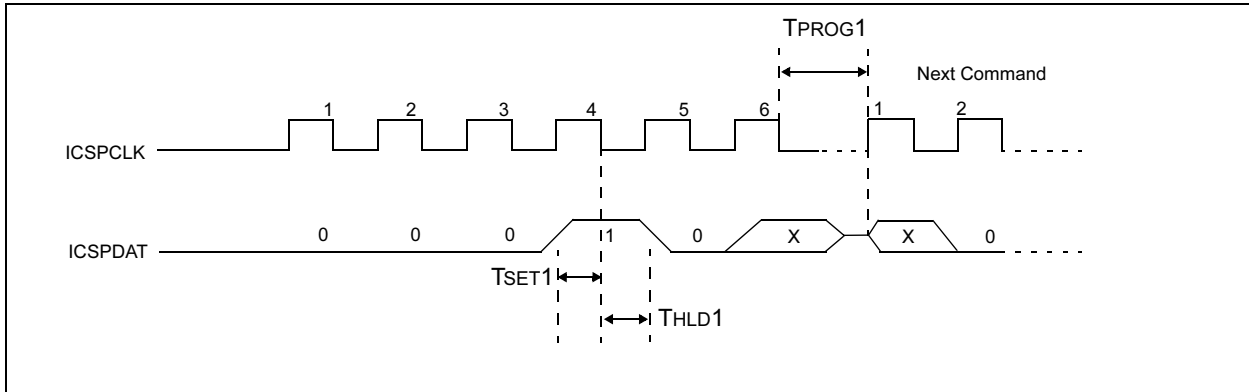 TPROG1
Next Command
1 2 3 4 5 6 1 2
ICSPCLK
0 0 0 1 0 X X 0
ICSPDAT
TSET1
THLD1